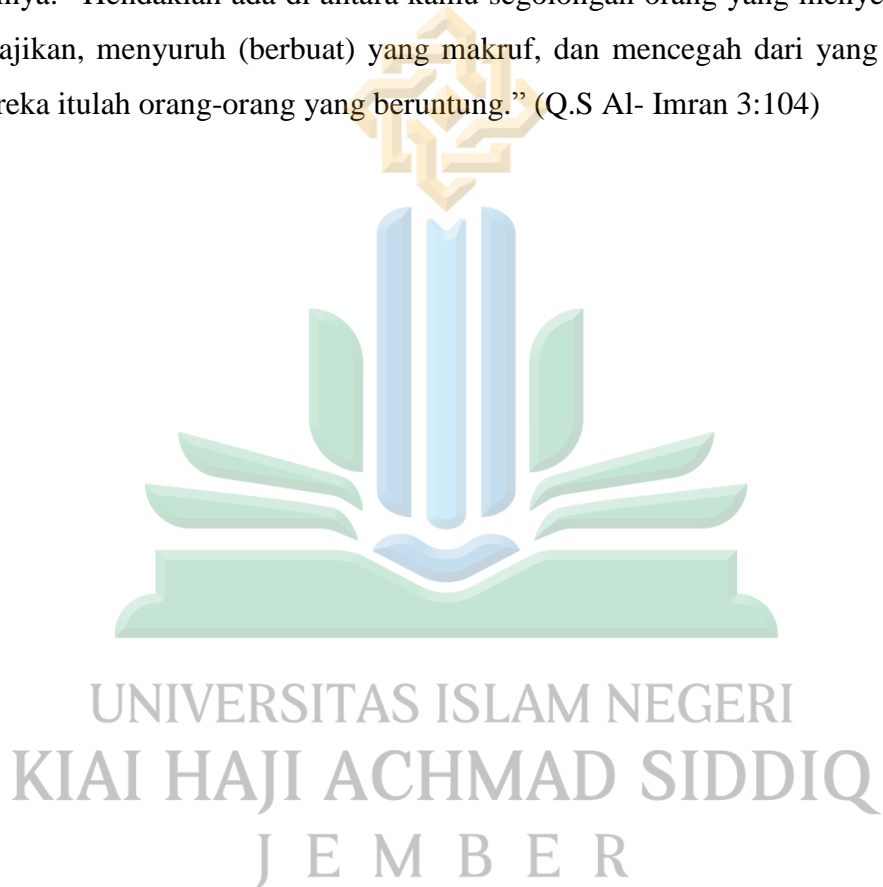 nya: “Hendaklah ada di antara kamu segolongan orang yang menye
ajikan, menyuruh (berbuat) yang makruf, dan mencegah dari yang
reka itulah orang-orang yang beruntung.” (Q.S Al- Imran 3:104)
UNIVERSITAS ISLAM NEGERI
KIAI HAJI ACHMAD SIDDIQ
J E M B E R